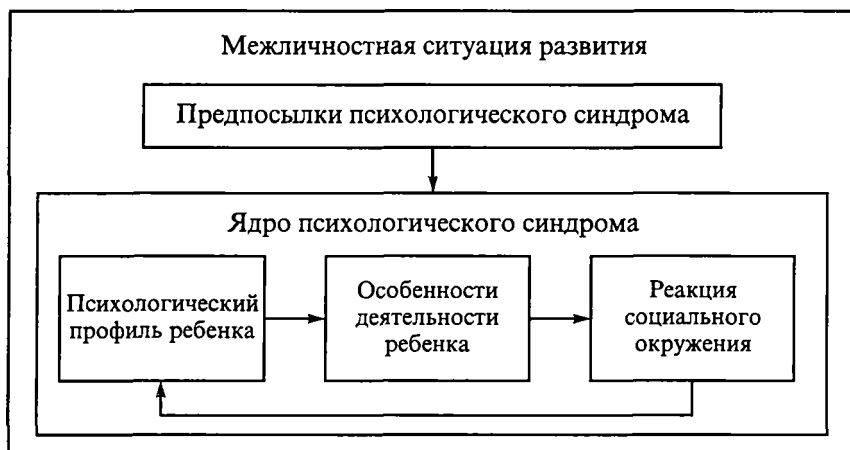 Межличностная ситуация развития
Предпосылки психологического синдрома
Ядро психологического синдрома
Психологический
профиль ребенка
Особенности
деятельности
ребенка
Реакция
социального
окружения